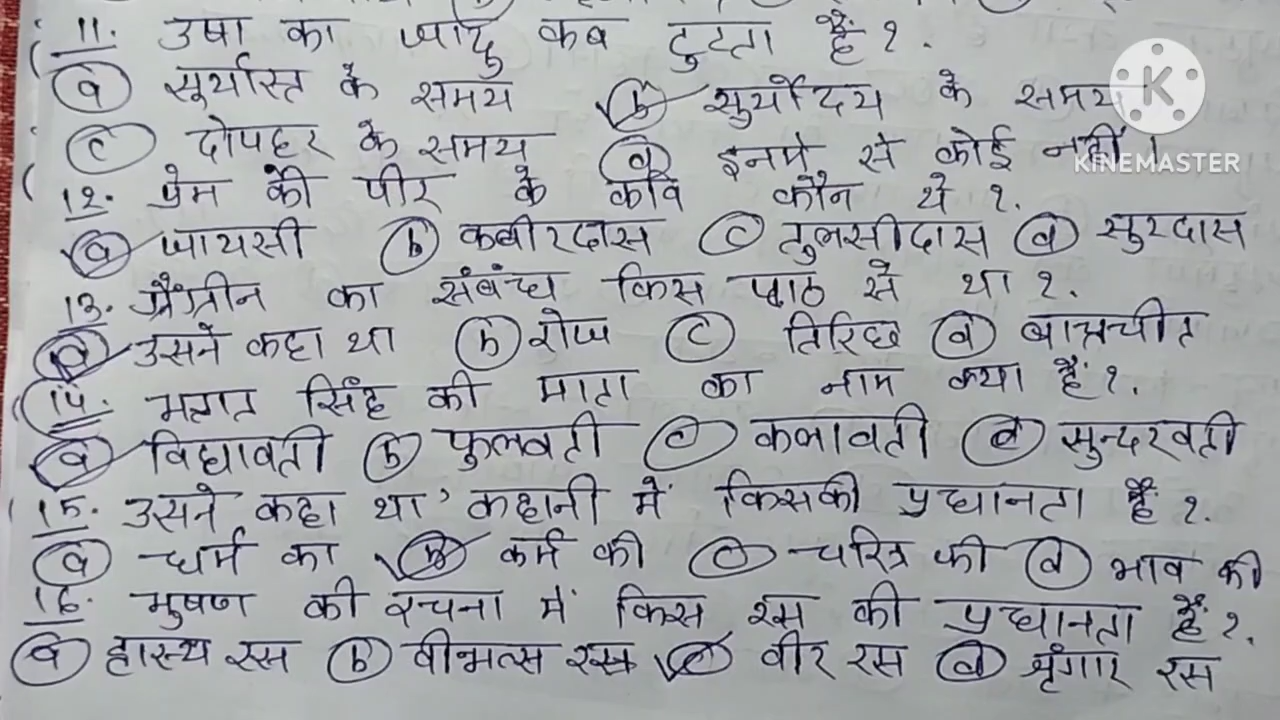 11. उषा का जादु कब टुटता हैं ?.
a सूर्यास्त के समय b सुर्योदय के समय
c दोपहर के समय d इनमे से कोई नहीं।
KINEMASTER
12. प्रेम की पीर के कवि कौन थे ?.
a जायसी b कबीरदास c तुलसीदास d सुरदास
13. मैंग्रीन का संबंध किस पाठ से था ?.
a उसने कहा था b रोज c तिरिछ d बातचीत
14. भगत सिंह की माता का नाम क्या हैं ?.
a विद्यावती b फुलवती c कलावती d सुन्दरवती
15. उसने कहा था' कहानी में किसकी प्रधानता हैं ?.
a धर्म का b कर्म की c चरित्र की d भाव की
16. भुषण की रचना में किस रस की प्रधानता हैं ?.
a हास्य रस b वीभत्स रस c वीर रस d श्रृंगार रस